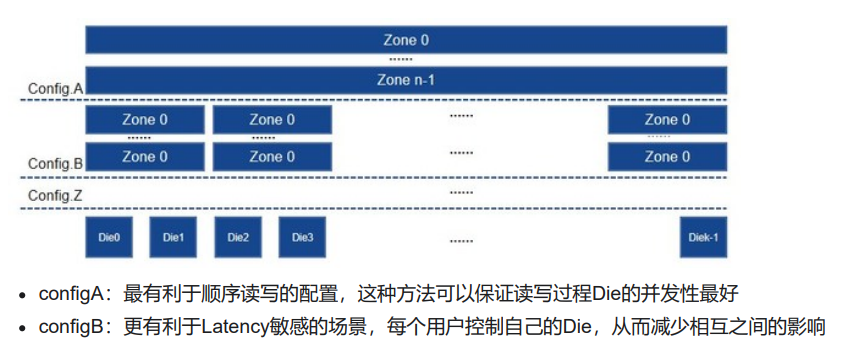 Zone 0
......
Zone n-1
Config.A
Zone 0 Zone 0 ...... Zone 0
...... ...... ......
Zone 0 Zone 0 ...... Zone 0
Config.B
Config.Z ......
Die0 Die1 Die2 Die3 ...... Diek-1
• configA：最有利于顺序读写的配置，这种方法可以保证读写过程Die的并发性最好
• configB：更有利于Latency敏感的场景，每个用户控制自己的Die，从而减少相互之间的影响